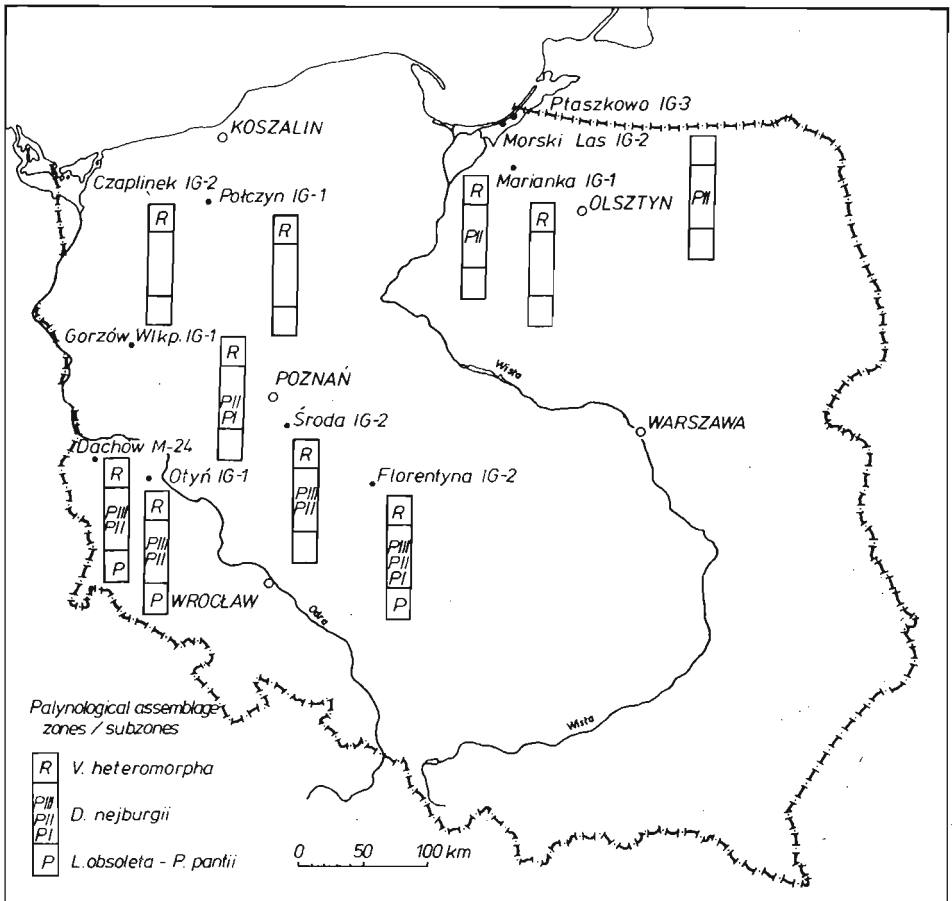 Ptaszkowo IG-3
KOSZALIN
Morski Las IG-2
Czaplinek IG-2
Połczyn IG-1
Marianka IG-1
OLSZTYN
R
R
R
PII
R
PII
Gorzów Wlkp. IG-1
R
PII
PI
POZNAŃ
Wisła
Środa IG-2
WARSZAWA
Dachów M-24
Otyń IG-1
Florentyna IG-2
R
PIII
PII
P
R
PIII
PII
P
R
PIII
PII
R
PIII
PII
PI
P
WROCŁAW
Odra
Wisła
Palynological assemblage
zones / subzones
R V. heteromorpha
PIII
PII D. nejburgii
PI
P L. obsoleta - P. pantii
0 50 100 km